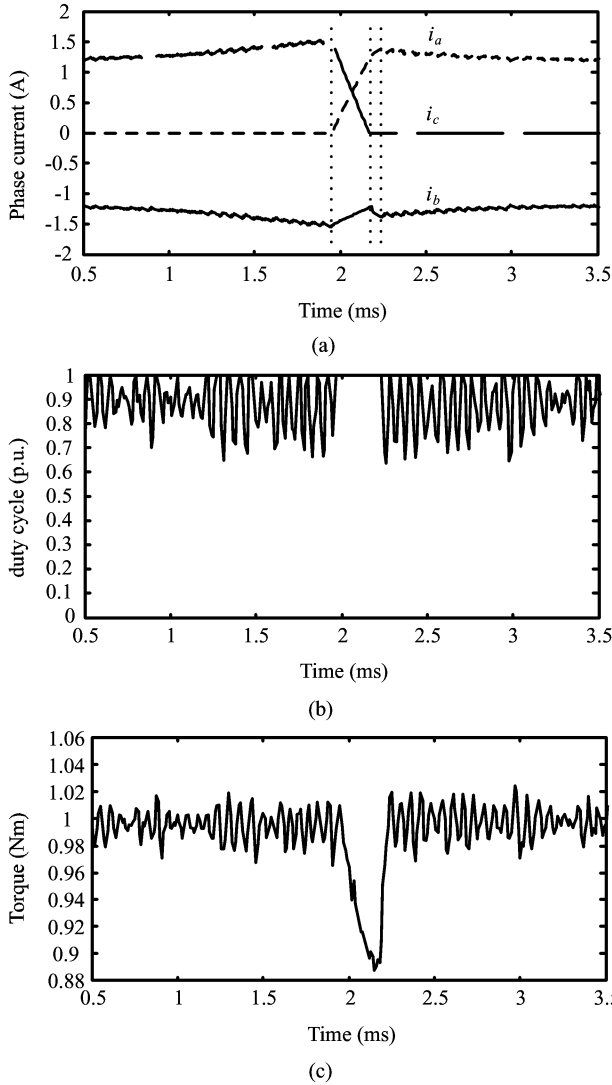 2
1.5
1
0.5
0
-0.5
-1
-1.5
-2
Phase current (A)
i_a
i_c
i_b
0.5 1 1.5 2 2.5 3 3.5
Time (ms)
(a)
1
0.9
0.8
0.7
0.6
0.5
0.4
0.3
0.2
0.1
0
duty cycle (p.u.)
0.5 1 1.5 2 2.5 3 3.5
Time (ms)
(b)
1.06
1.04
1.02
1
0.98
0.96
0.94
0.92
0.9
0.88
Torque (Nm)
0.5 1 1.5 2 2.5 3 3.5
Time (ms)
(c)